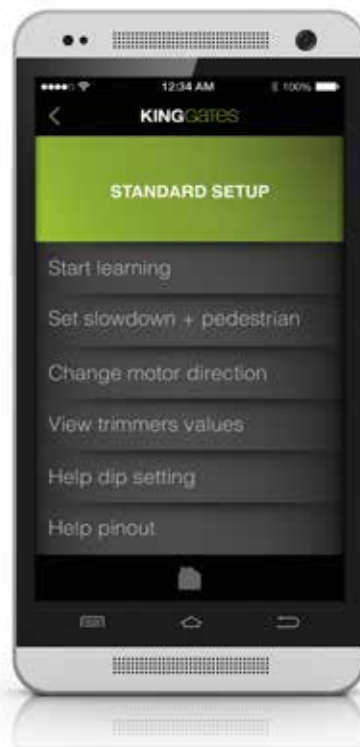 12:34 AM 100%
KINGGATES
STANDARD SETUP
Start learning
Set slowdown + pedestrian
Change motor direction
View trimmers values
Help dip setting
Help pinout